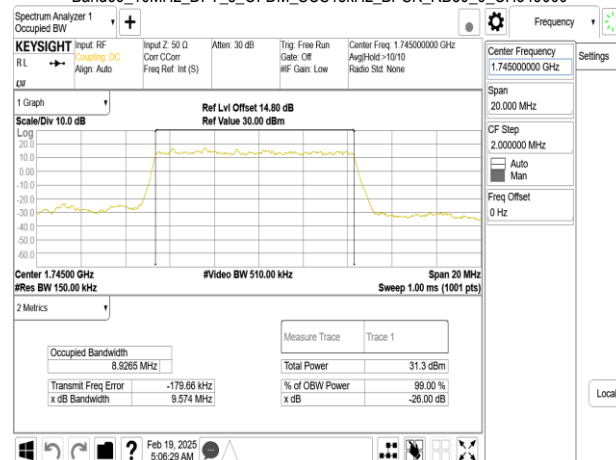 Spectrum Analyzer 1
Occupied BW
Frequency
KEYSIGHT
RL
Input: RF
Coupling: DC
Align: Auto
Input Z: 50 Ω
Corr CCorr
Freq Ref: Int (S)
Atten: 30 dB
Trig: Free Run
Gate: Off
#IF Gain: Low
Center Freq: 1.745000000 GHz
Avg|Hold:>10/10
Radio Std: None
LXI
Center Frequency
1.745000000 GHz
Settings
Span
20.000 MHz
CF Step
2.000000 MHz
Auto
Man
Freq Offset
0 Hz
1 Graph
Scale/Div 10.0 dB
Ref Lvl Offset 14.80 dB
Ref Value 30.00 dBm
Log
20.0
10.0
0.00
-10.0
-20.0
-30.0
-40.0
-50.0
-60.0
Center 1.74500 GHz
#Video BW 510.00 kHz
Span 20 MHz
#Res BW 150.00 kHz
Sweep 1.00 ms (1001 pts)
2 Metrics
Measure Trace Trace 1
Occupied Bandwidth
8.9265 MHz
Total Power 31.3 dBm
Transmit Freq Error -179.66 kHz
% of OBW Power 99.00 %
x dB Bandwidth 9.574 MHz
x dB -26.00 dB
Local
Feb 19, 2025
5:06:29 AM